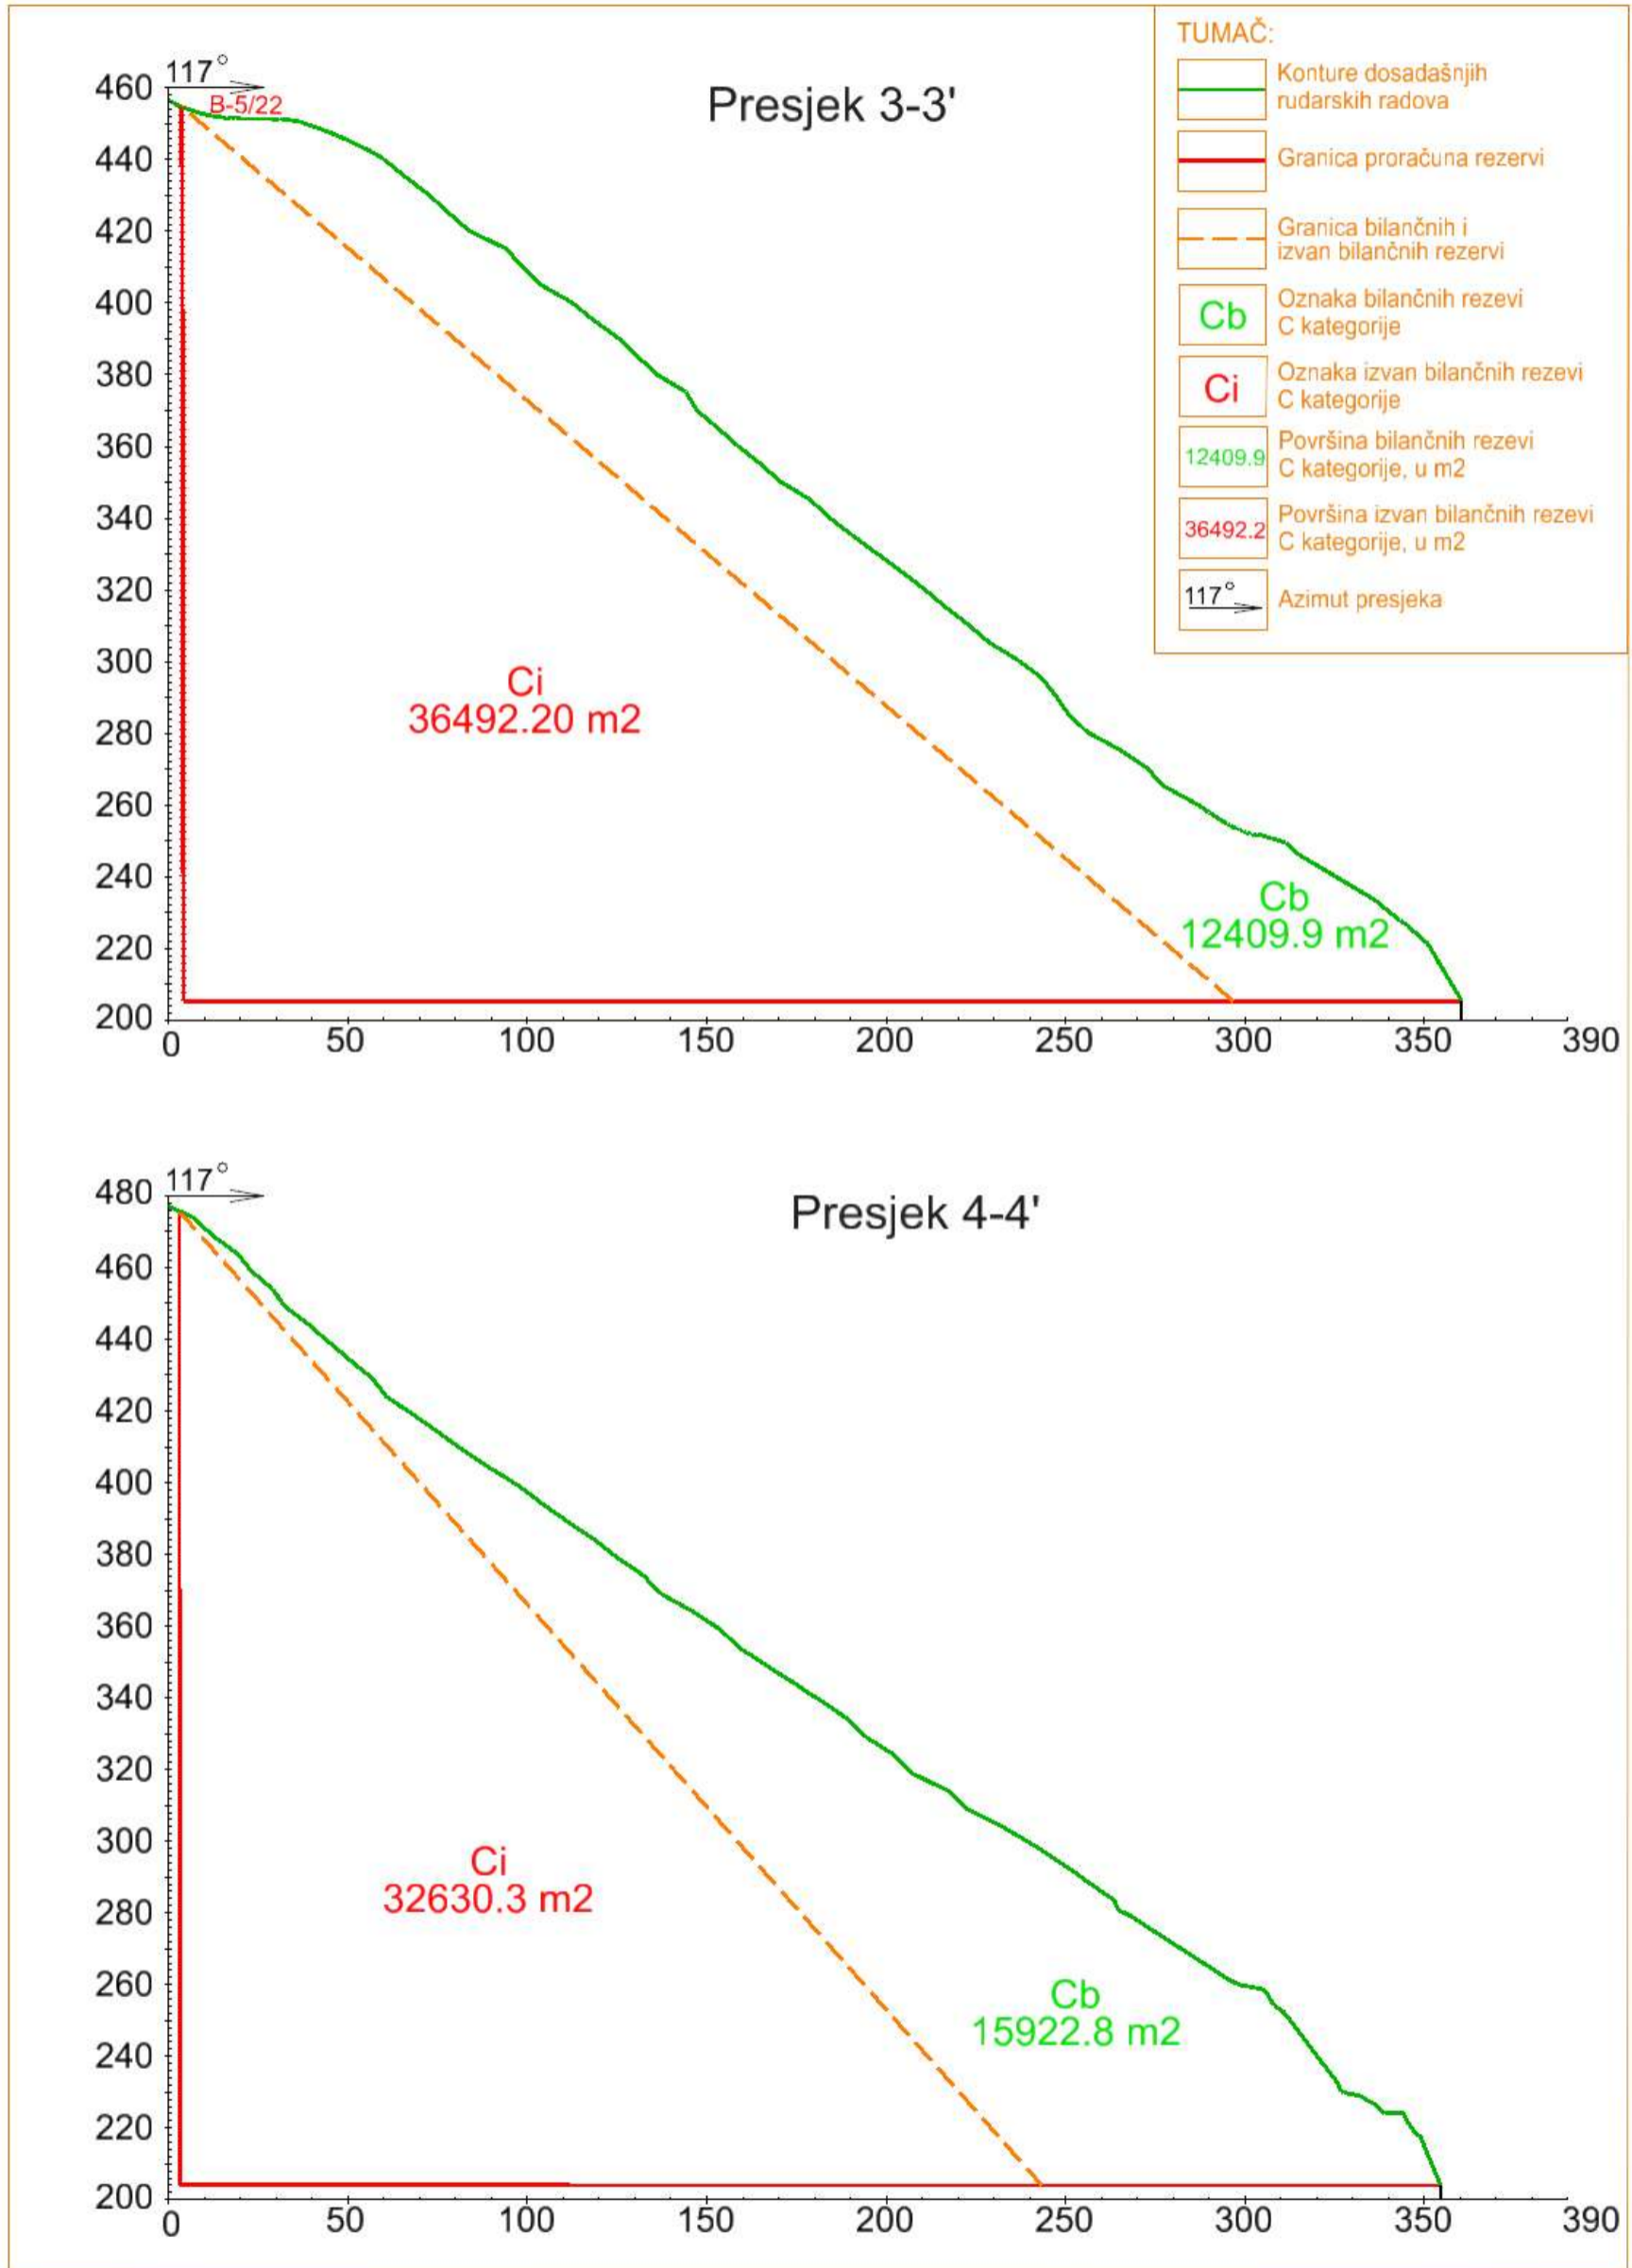 Presjek 3-3'
117°
B-5/22
460
440
420
400
380
360
340
320
300
280
260
240
220
200
0 50 100 150 200 250 300 350 390
Ci
36492.20 m2
Cb
12409.9 m2
TUMAČ:
Konture dosadašnjih
rudarskih radova
Granica proračuna rezervi
Granica bilančnih i
izvan bilančnih rezervi
Cb
Oznaka bilančnih rezevi
C kategorije
Ci
Oznaka izvan bilančnih rezevi
C kategorije
12409.9
Površina bilančnih rezevi
C kategorije, u m2
36492.2
Površina izvan bilančnih rezevi
C kategorije, u m2
117°
Azimut presjeka
Presjek 4-4'
117°
480
460
440
420
400
380
360
340
320
300
280
260
240
220
200
0 50 100 150 200 250 300 350 390
Ci
32630.3 m2
Cb
15922.8 m2